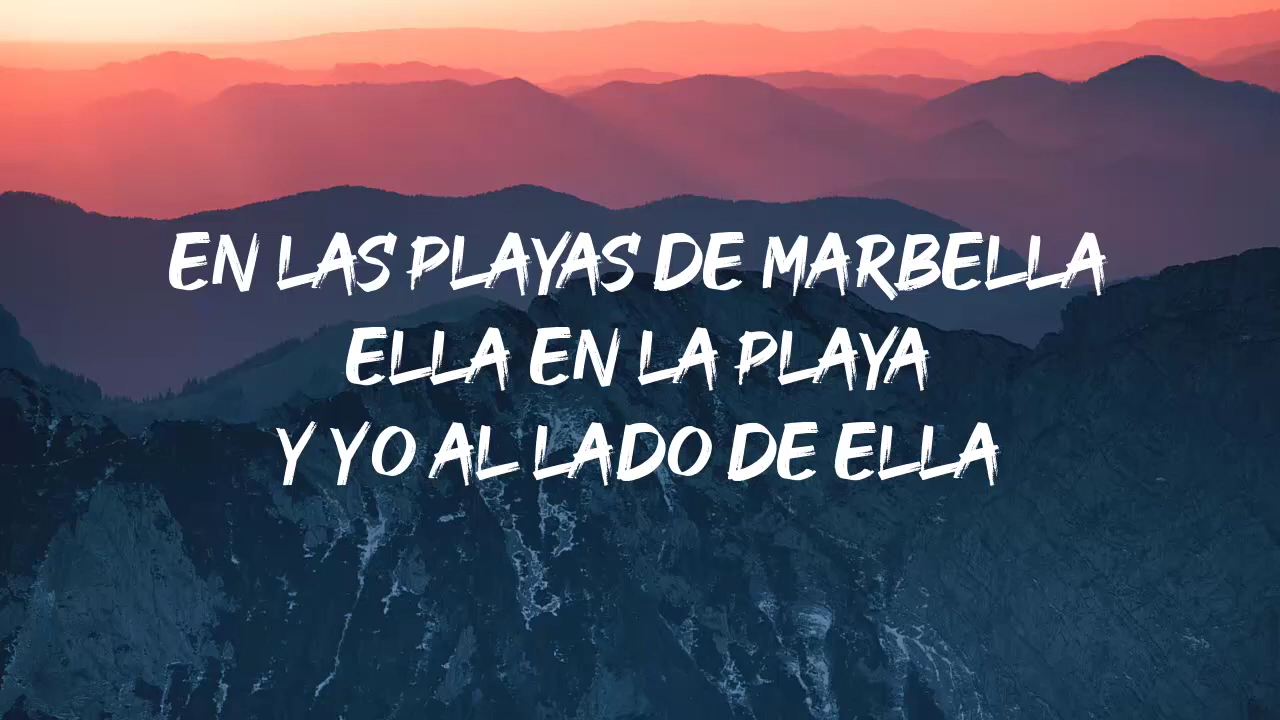 EN LAS PLAYAS DE MARBELLA
ELLA EN LA PLAYA
Y YO AL LADO DE ELLA